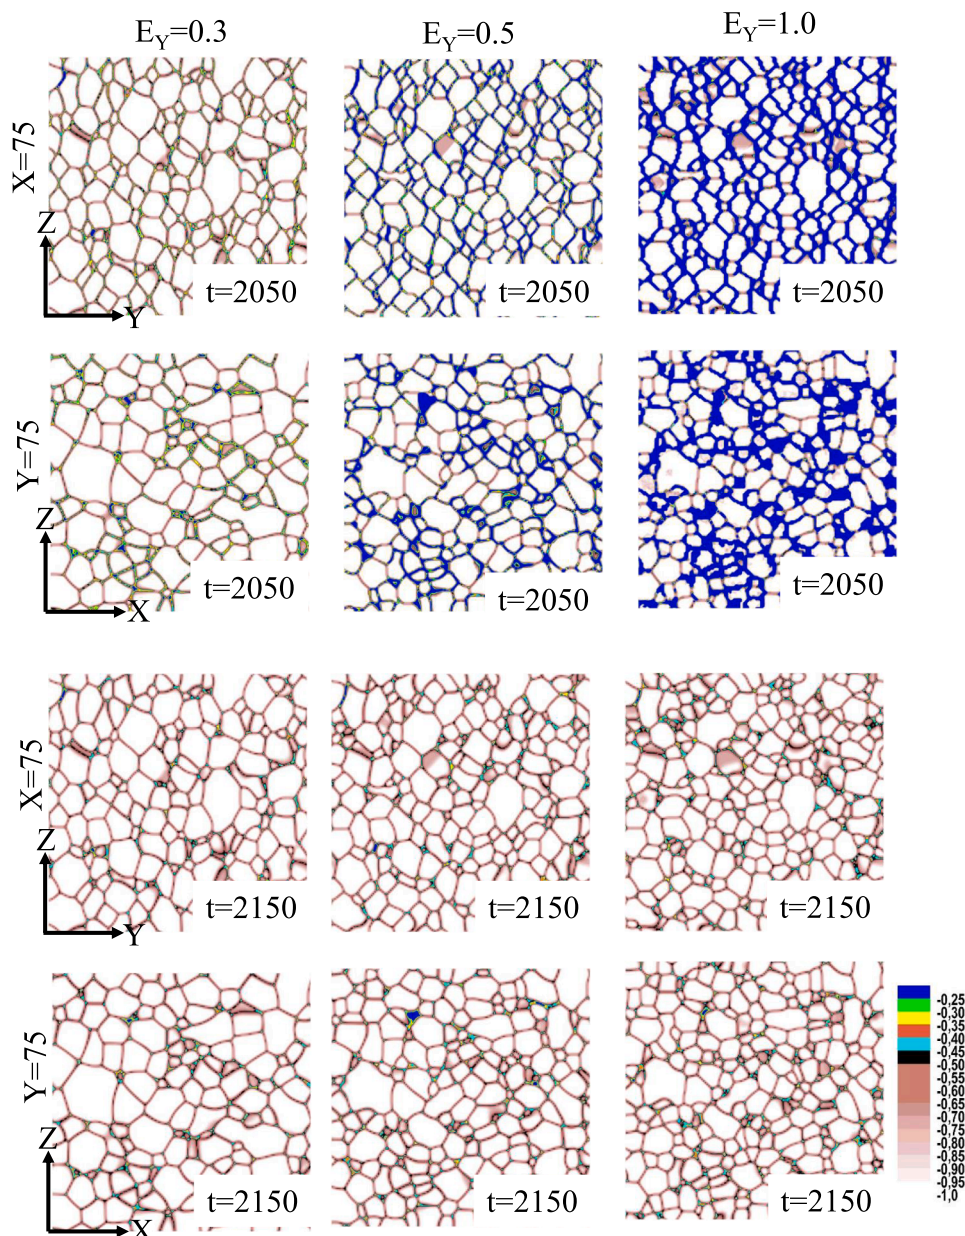 E_Y=0.3
E_Y=0.5
E_Y=1.0
X=75
Z
Y
t=2050
t=2050
t=2050
Y=75
Z
X
t=2050
t=2050
t=2050
X=75
Z
Y
t=2150
t=2150
t=2150
Y=75
Z
X
t=2150
t=2150
t=2150
-0,25
-0,30
-0,35
-0,40
-0,45
-0,50
-0,55
-0,60
-0,65
-0,70
-0,75
-0,80
-0,85
-0,90
-0,95
-1,0